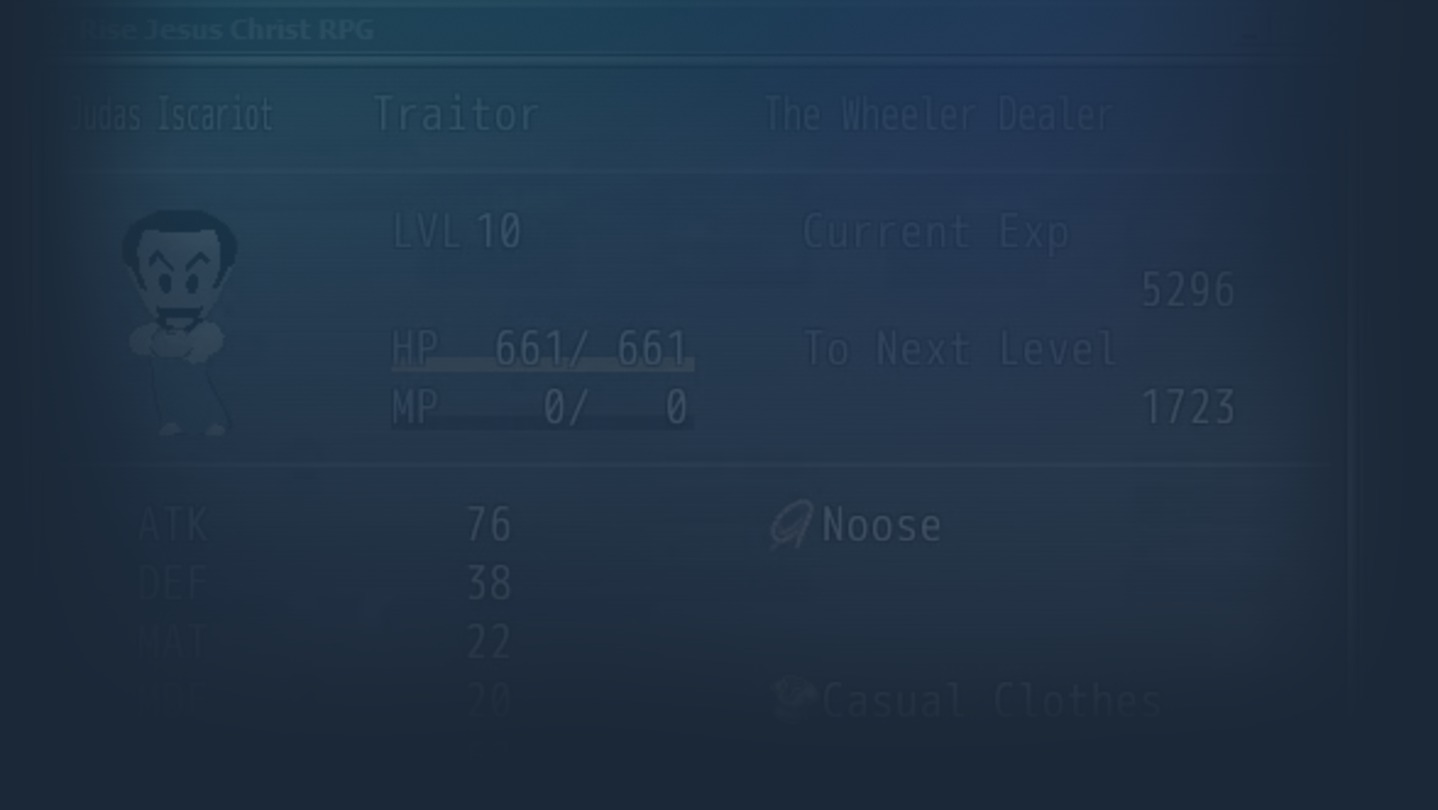 Rise Jesus Christ RPG
Judas Iscariot Traitor The Wheeler Dealer
LVL 10 Current Exp
5296
HP 661/ 661 To Next Level
MP 0/ 0 1723
ATK 76 Noose
DEF 38
MAT 22
20 Casual Clothes